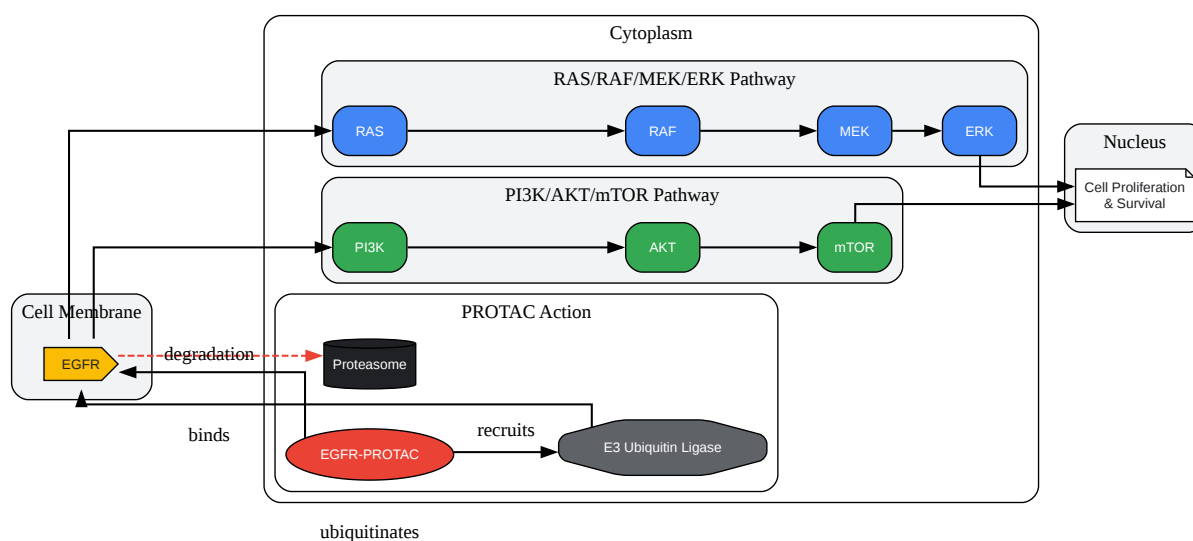 Cytoplasm
RAS/RAF/MEK/ERK Pathway
RAS
RAF
MEK
ERK
Nucleus
Cell Proliferation
& Survival
PI3K/AKT/mTOR Pathway
PI3K
AKT
mTOR
Cell Membrane
EGFR
PROTAC Action
degradation
Proteasome
binds
EGFR-PROTAC
recruits
E3 Ubiquitin Ligase
ubiquitinates